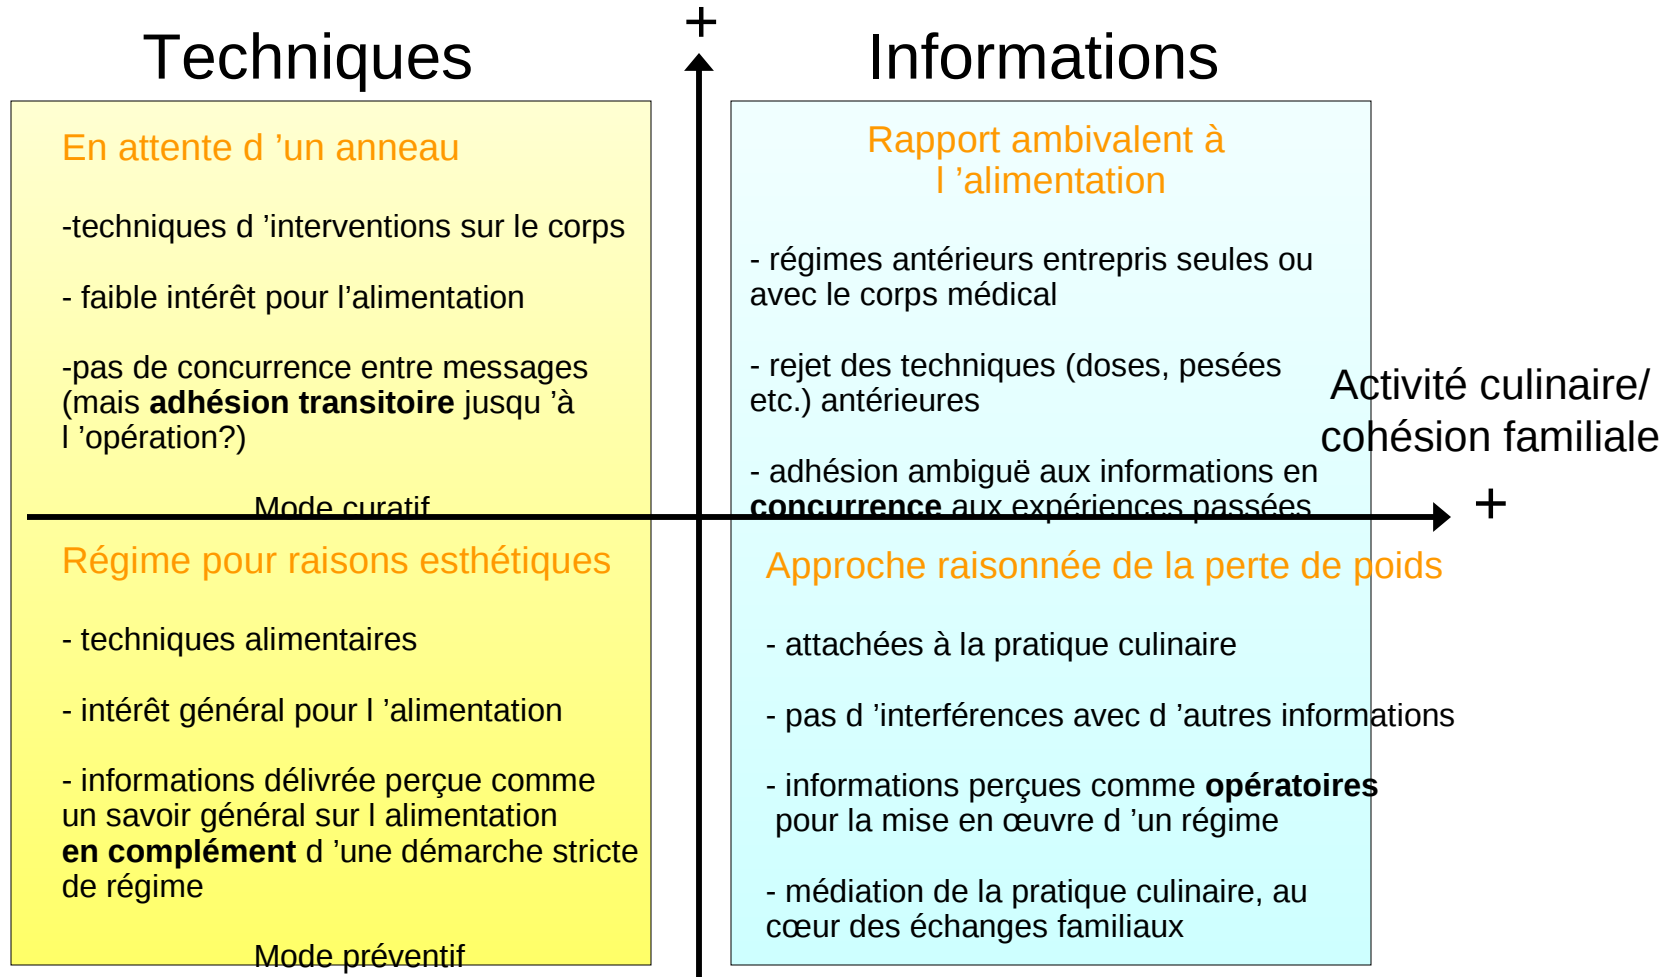 +
Techniques
Informations
En attente d ’un anneau
-techniques d ’interventions sur le corps
- faible intérêt pour l’alimentation
-pas de concurrence entre messages
(mais adhésion transitoire jusqu ’à
l ’opération?)
Mode curatif
Rapport ambivalent à
l ’alimentation
- régimes antérieurs entrepris seules ou
avec le corps médical
- rejet des techniques (doses, pesées
etc.) antérieures
- adhésion ambiguë aux informations en
concurrence aux expériences passées
Activité culinaire/
cohésion familiale
+
Régime pour raisons esthétiques
- techniques alimentaires
- intérêt général pour l ’alimentation
- informations délivrée perçue comme
un savoir général sur l alimentation
en complément d ’une démarche stricte
de régime
Mode préventif
Approche raisonnée de la perte de poids
- attachées à la pratique culinaire
- pas d ’interférences avec d ’autres informations
- informations perçues comme opératoires
pour la mise en œuvre d ’un régime
- médiation de la pratique culinaire, au
cœur des échanges familiaux